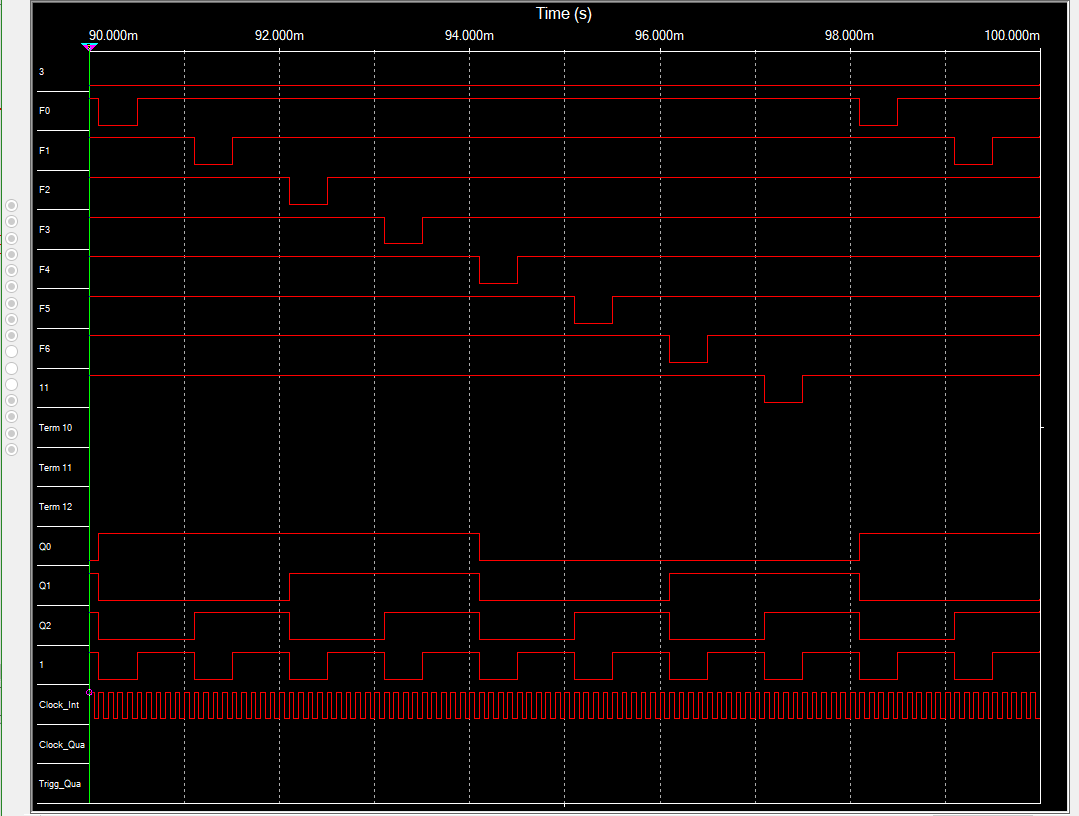 Time (s)
90.000m 92.000m 94.000m 96.000m 98.000m 100.000m
3
F0
F1
F2
F3
F4
F5
F6
11
Term 10
Term 11
Term 12
Q0
Q1
Q2
1
Clock_Int
Clock_Qua
Trigg_Qua